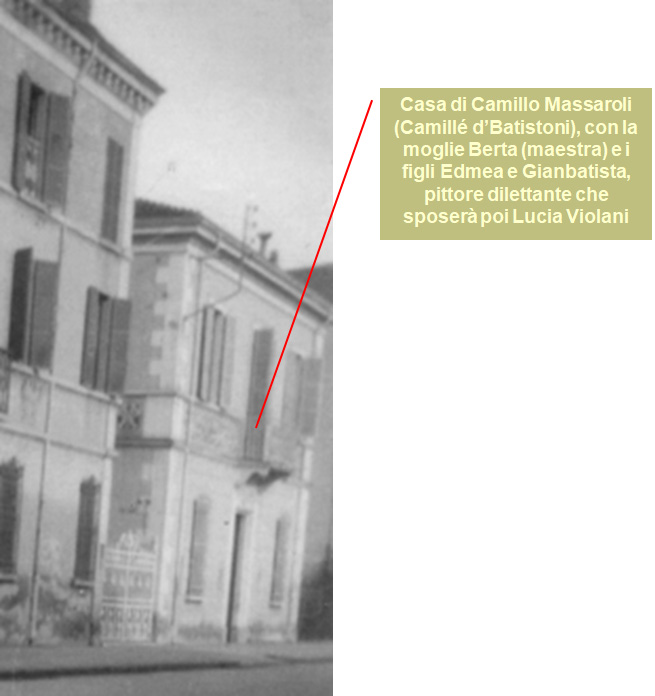 Casa di Camillo Massaroli
(Camillé d’Batistoni), con la
moglie Berta (maestra) e i
figli Edmea e Gianbatista,
pittore dilettante che
sposerà poi Lucia Violani